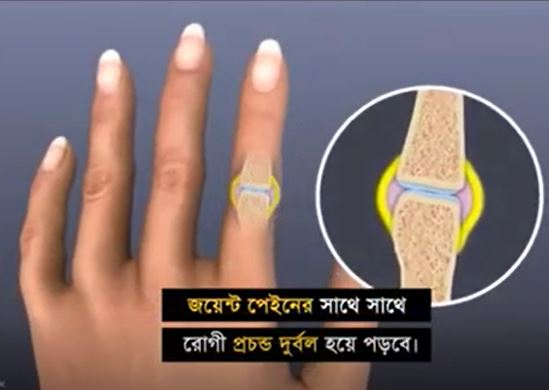 জয়েন্ট পেইনের সাথে সাথে
রোগী প্রচন্ড দুর্বল হয়ে পড়বে।